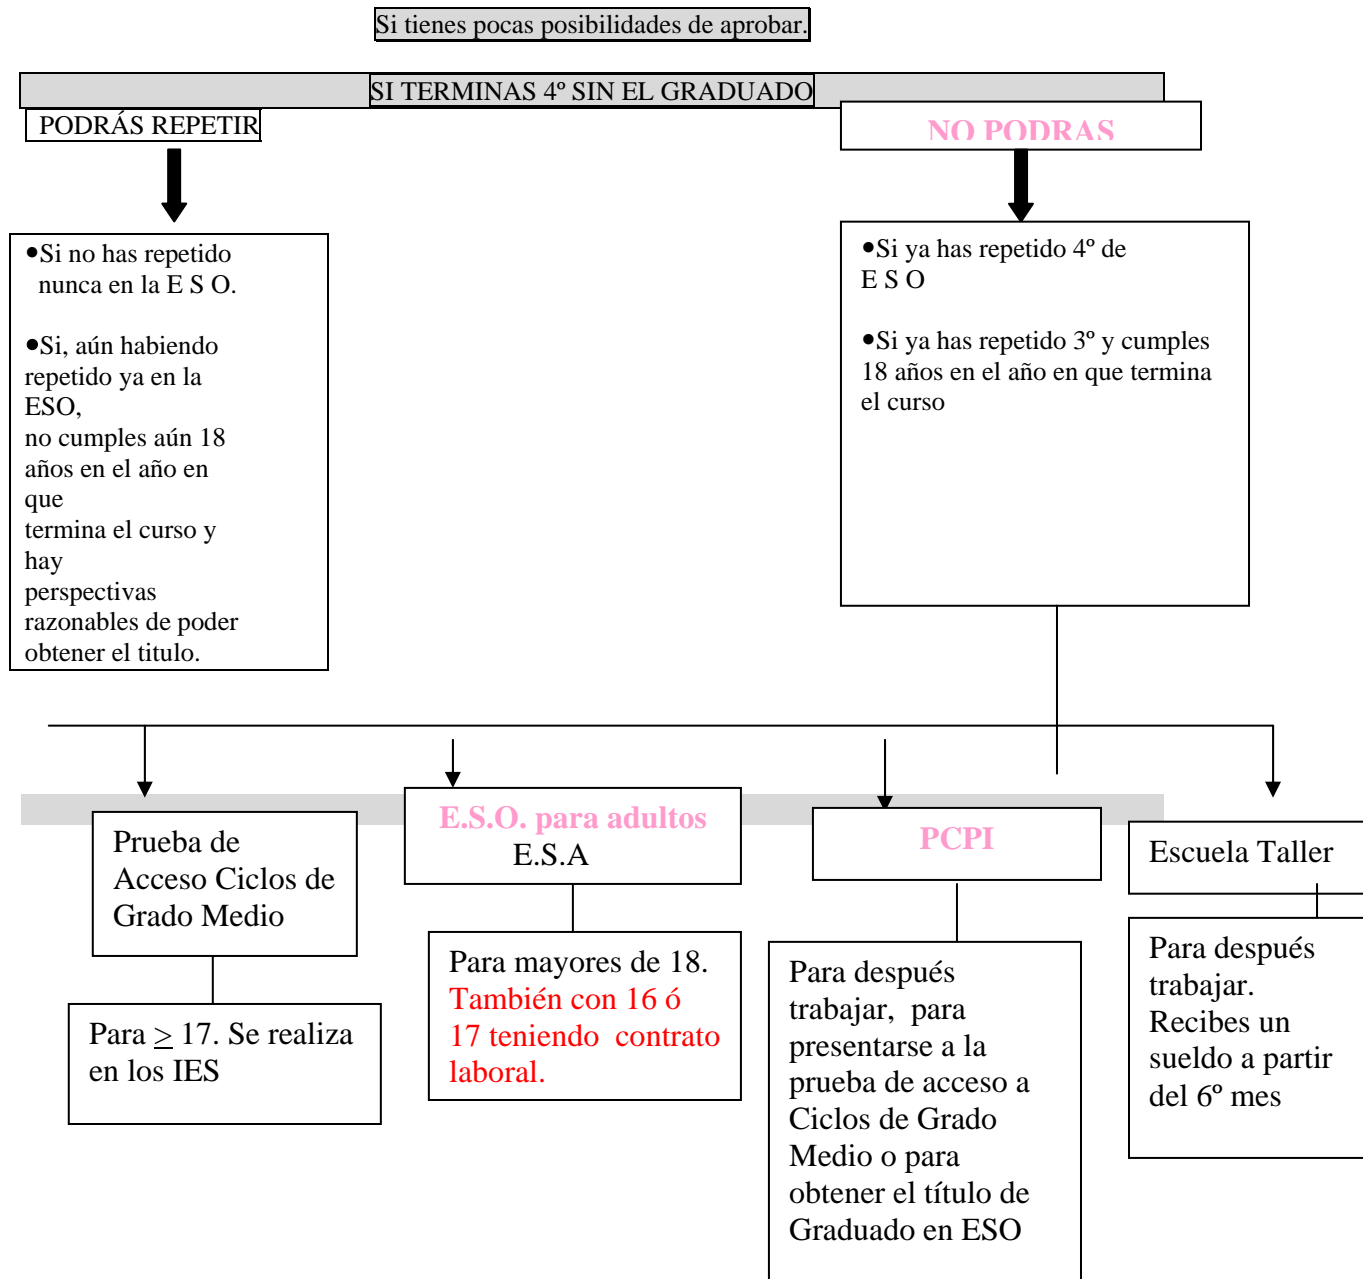 Si tienes pocas posibilidades de aprobar.
SI TERMINAS 4º SIN EL GRADUADO
PODRÁS REPETIR
NO PODRAS
●Si no has repetido
nunca en la E S O.
●Si, aún habiendo
repetido ya en la
ESO,
no cumples aún 18
años en el año en
que
termina el curso y
hay
perspectivas
razonables de poder
obtener el titulo.
●Si ya has repetido 4º de
E S O
●Si ya has repetido 3º y cumples
18 años en el año en que termina
el curso
Prueba de
Acceso Ciclos de
Grado Medio
Para ≥ 17. Se realiza
en los IES
E.S.O. para adultos
E.S.A
Para mayores de 18.
También con 16 ó
17 teniendo contrato
laboral.
PCPI
Para después
trabajar, para
presentarse a la
prueba de acceso a
Ciclos de Grado
Medio o para
obtener el título de
Graduado en ESO
Escuela Taller
Para después
trabajar.
Recibes un
sueldo a partir
del 6º mes